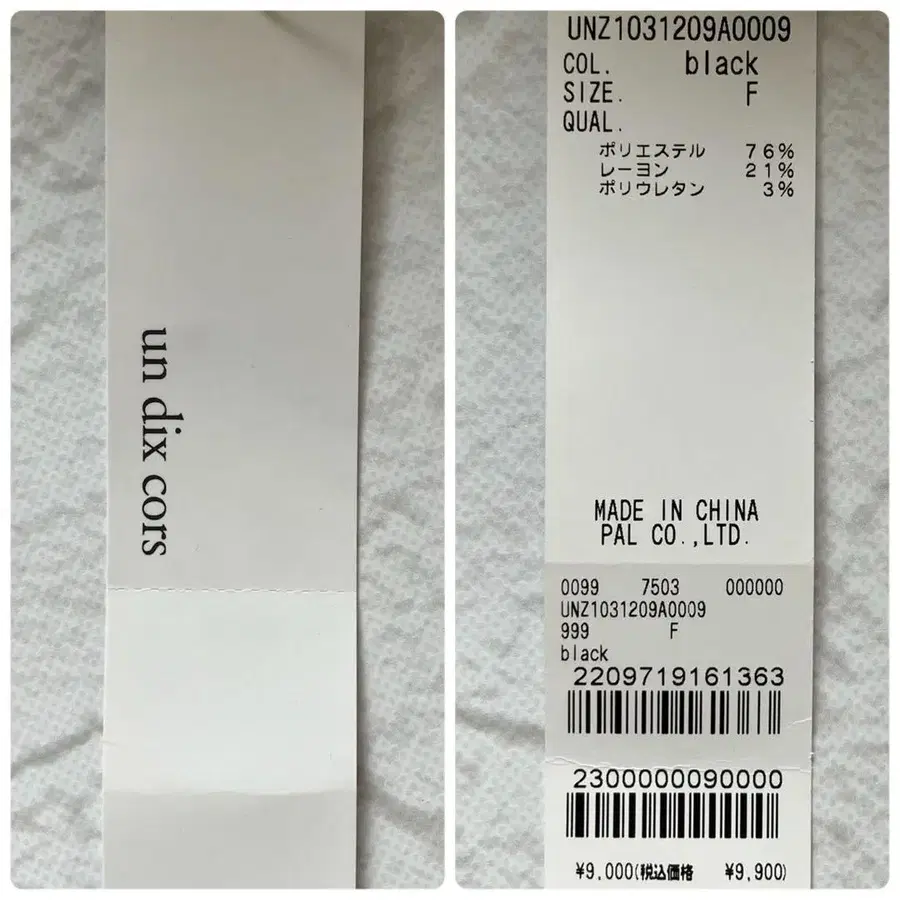 un dix cors
UNZ1031209A0009
COL. black
SIZE. F
QUAL.
ポリエステル 76%
レーヨン 21%
ポリウレタン 3%
MADE IN CHINA
PAL CO.,LTD.
0099 7503 000000
UNZ1031209A0009
999 F
black
2209719161363
2300000090000
¥9,000(税込価格 ¥9,900)